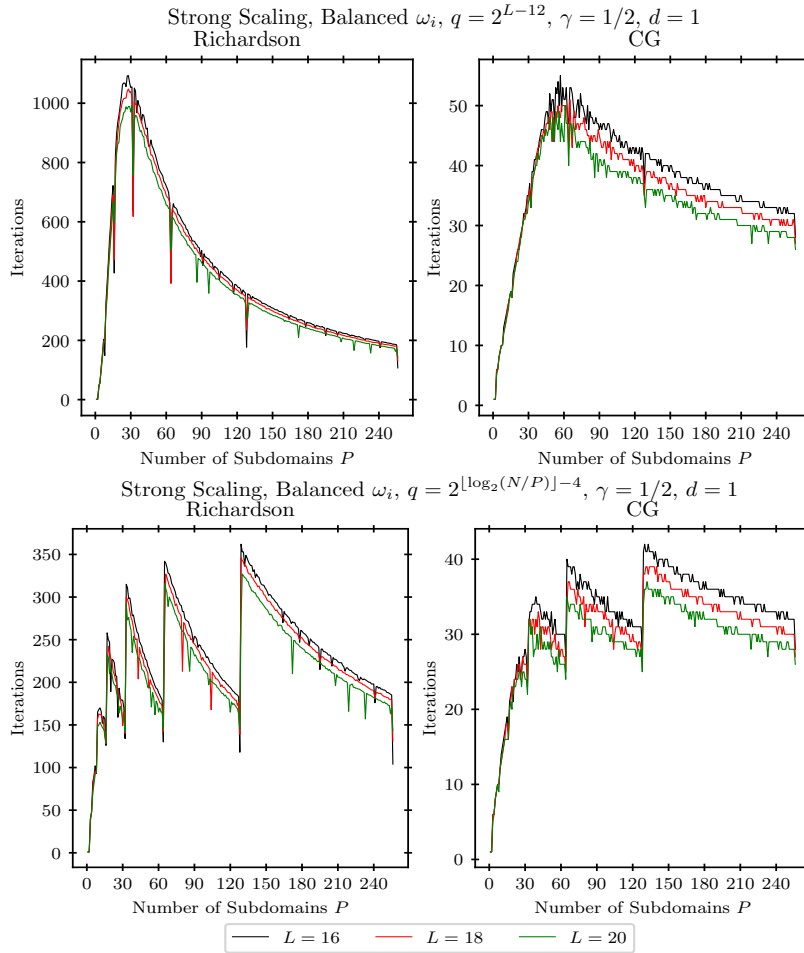 Strong Scaling, Balanced ω_i, q = 2^{L−12}, γ = 1/2, d = 1
Richardson
CG
1000
800
600
400
200
0
Iterations
0 30 60 90 120 150 180 210 240
Number of Subdomains P
50
40
30
20
10
0
Iterations
0 30 60 90 120 150 180 210 240
Number of Subdomains P
Strong Scaling, Balanced ω_i, q = 2^{⌊log_2(N/P)⌋−4}, γ = 1/2, d = 1
Richardson
CG
350
300
250
200
150
100
50
0
Iterations
0 30 60 90 120 150 180 210 240
Number of Subdomains P
40
30
20
10
0
Iterations
0 30 60 90 120 150 180 210 240
Number of Subdomains P
L = 16 L = 18 L = 20